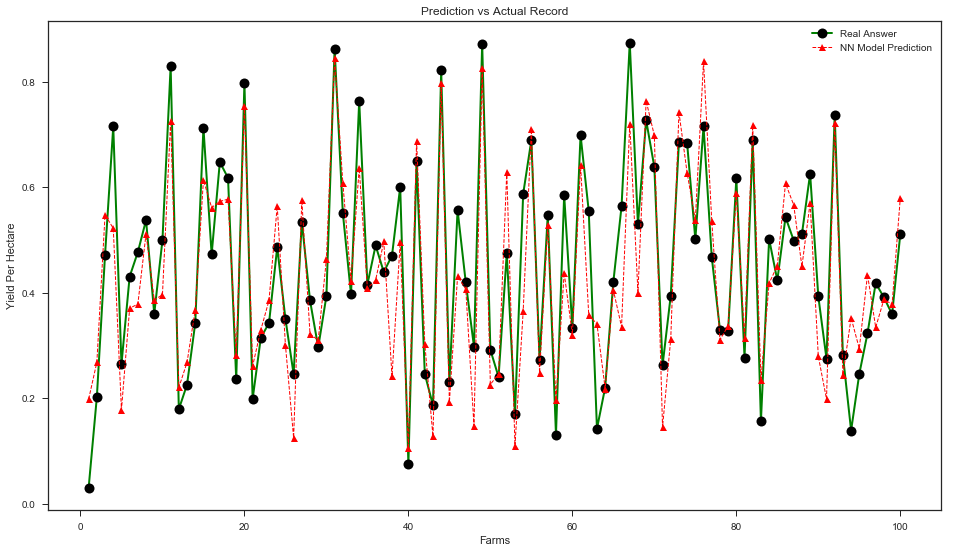 Prediction vs Actual Record
Real Answer
NN Model Prediction
Yield Per Hectare
0.8
0.6
0.4
0.2
0.0
0 20 40 60 80 100
Farms